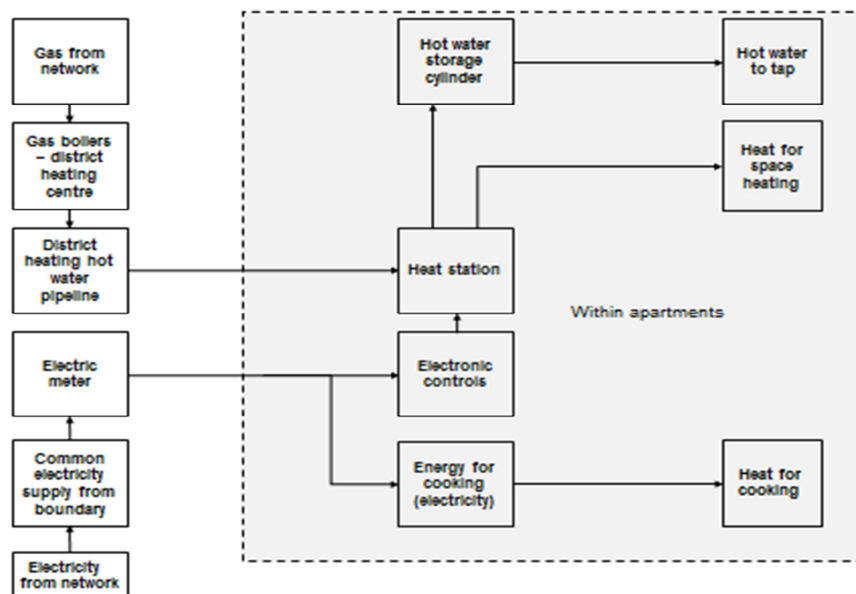 Gas from
network
Hot water
storage
cylinder
Hot water
to tap
Gas boilers
– district
heating
centre
Heat for
space
heating
District
heating hot
water
pipeline
Heat station
Within apartments
Electric
meter
Electronic
controls
Common
electricity
supply from
boundary
Energy for
cooking
(electricity)
Heat for
cooking
Electricity
from network